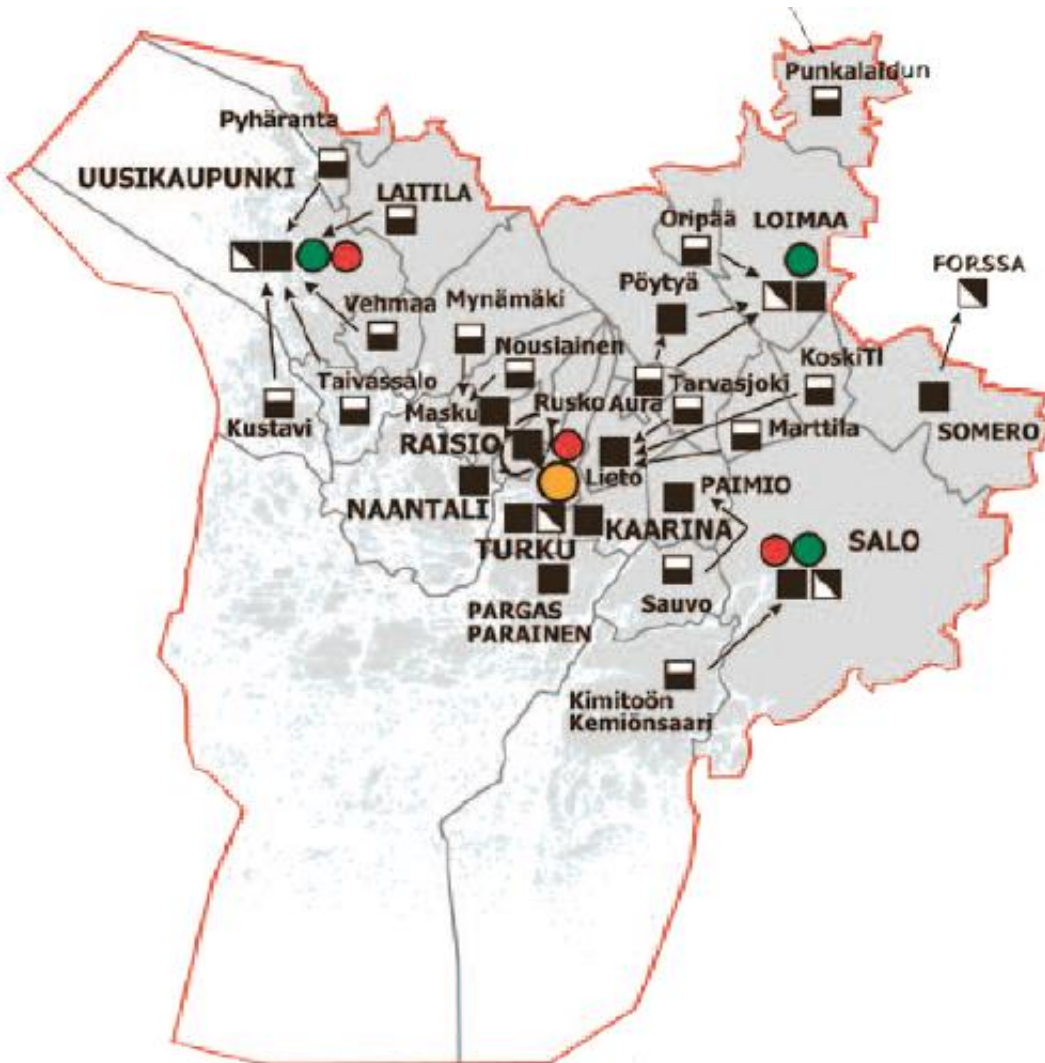 Punkalaidun
Pyhäranta
UUSIKAUPUNKI
LAITILA
Oripää
LOIMAA
FORSSA
Vehmaa
Mynämäki
Pöytyä
Nousiainen
KoskiTl
Taivassalo
Tarvasjoki
Kustavi
Masku
Rusko
Aura
Marttila
SOMERO
RAISIO
Lieto
PAIMIO
NAANTALI
KAARINA
TURKU
SALO
Sauvo
PARGAS
PARAINEN
Kimitoön
Kemiönsaari